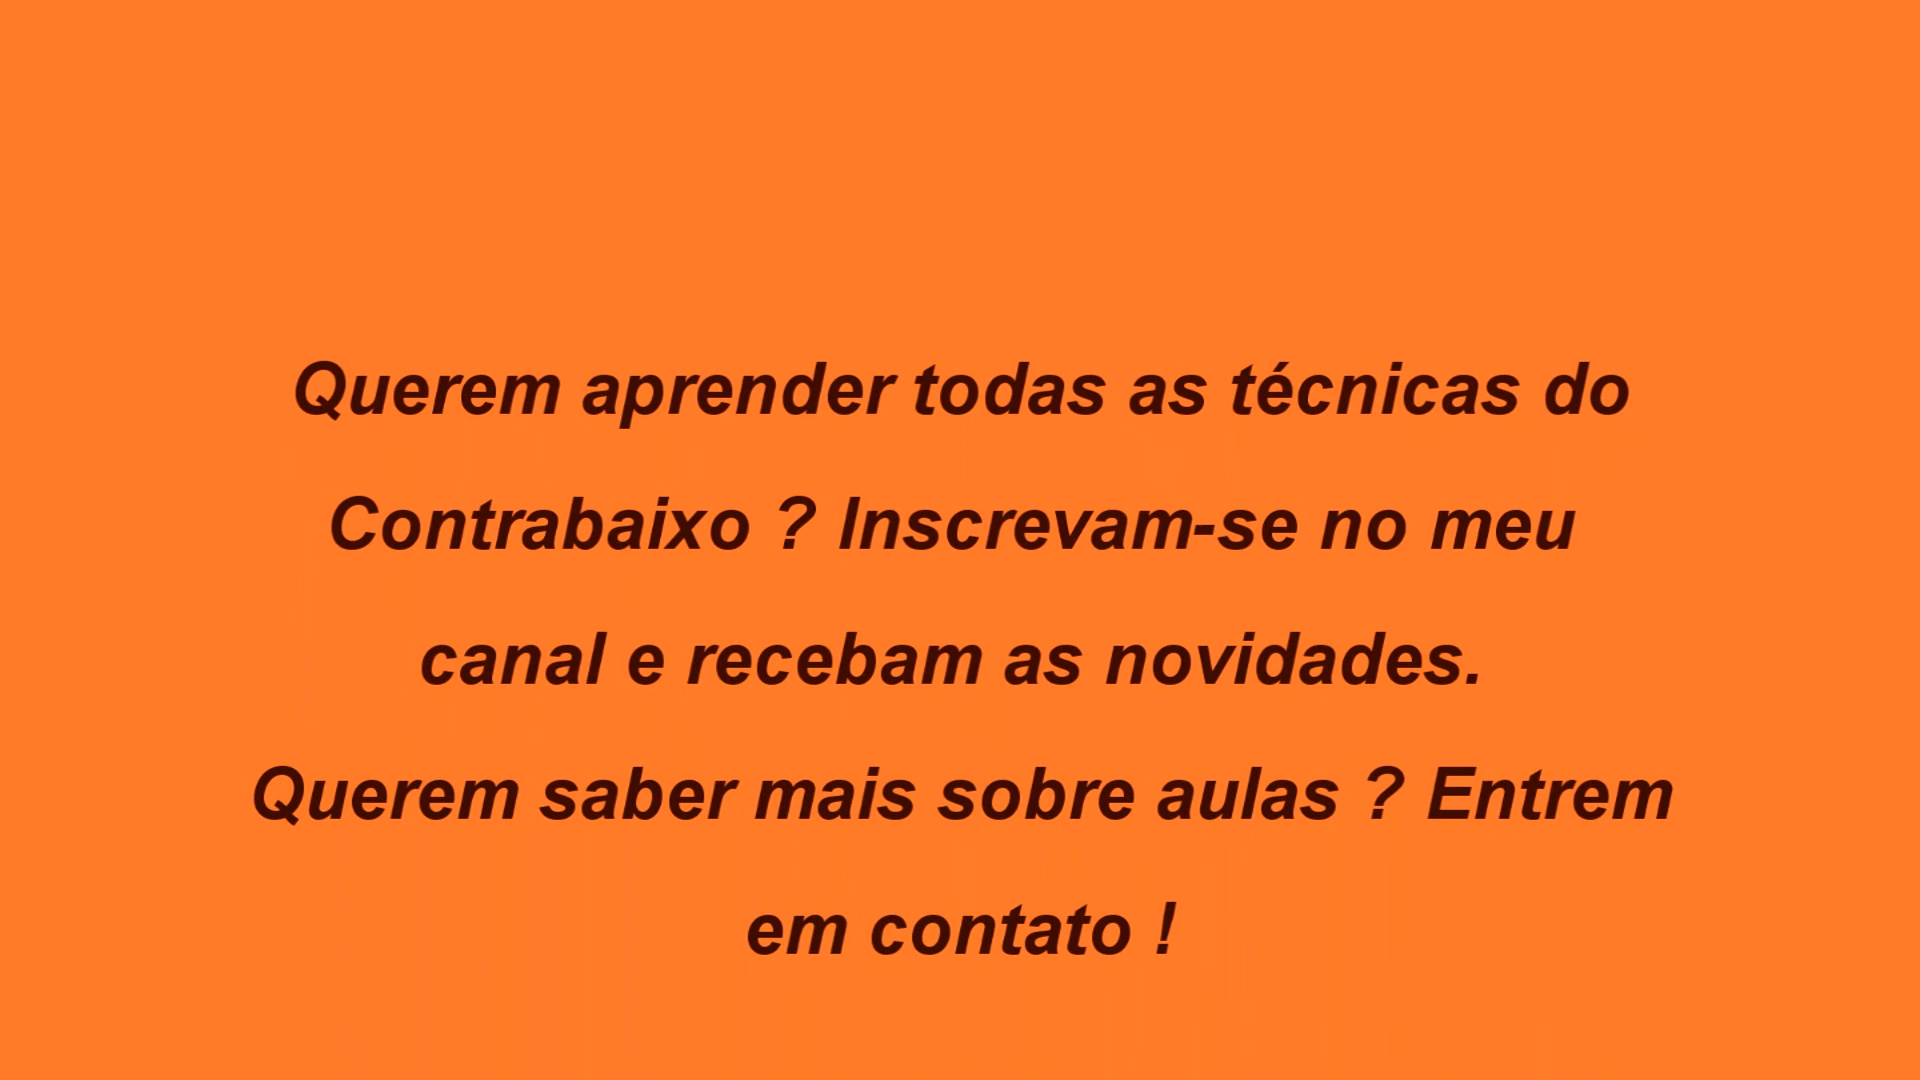 Querem aprender todas as técnicas do
Contrabaixo ? Inscrevam-se no meu
canal e recebam as novidades.
Querem saber mais sobre aulas ? Entrem
em contato !